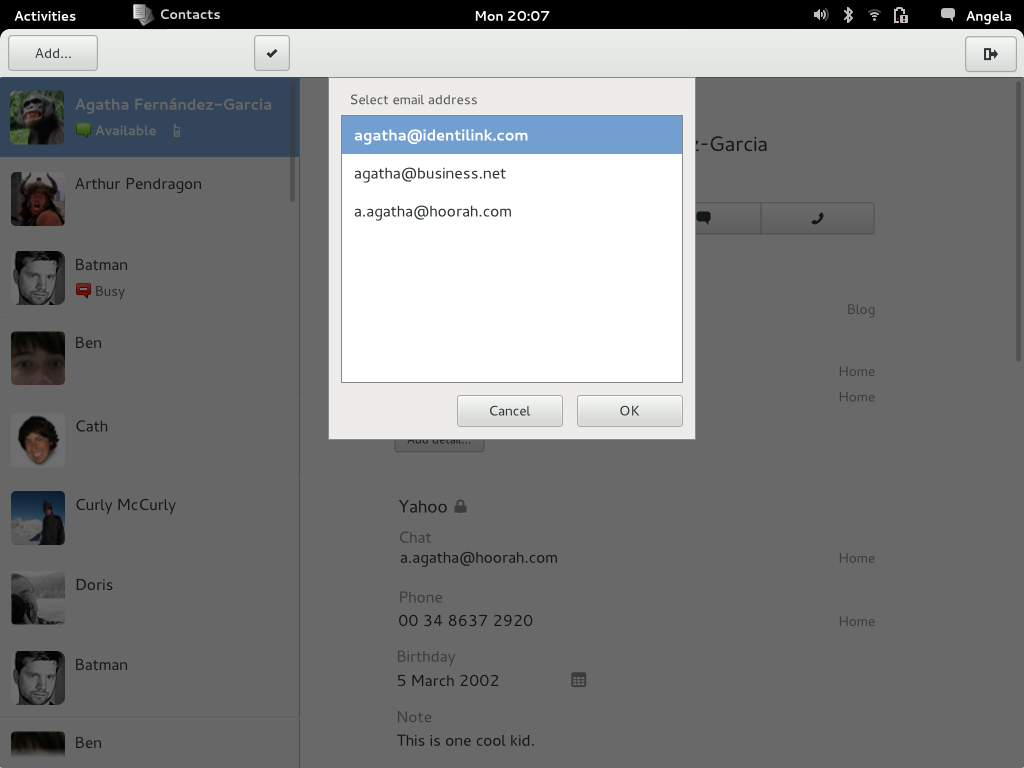 Activities
Contacts
Mon 20:07
Angela
Add...
Agatha Fernández-Garcia
Available
Arthur Pendragon
Batman
Busy
Ben
Cath
Curly McCurly
Doris
Batman
Ben
Select email address
agatha@identilink.com
agatha@business.net
a.agatha@hoorah.com
Cancel
OK
-Garcia
Blog
Home
Home
Add detail...
Yahoo
Chat
a.agatha@hoorah.com
Home
Phone
00 34 8637 2920
Home
Birthday
5 March 2002
Note
This is one cool kid.